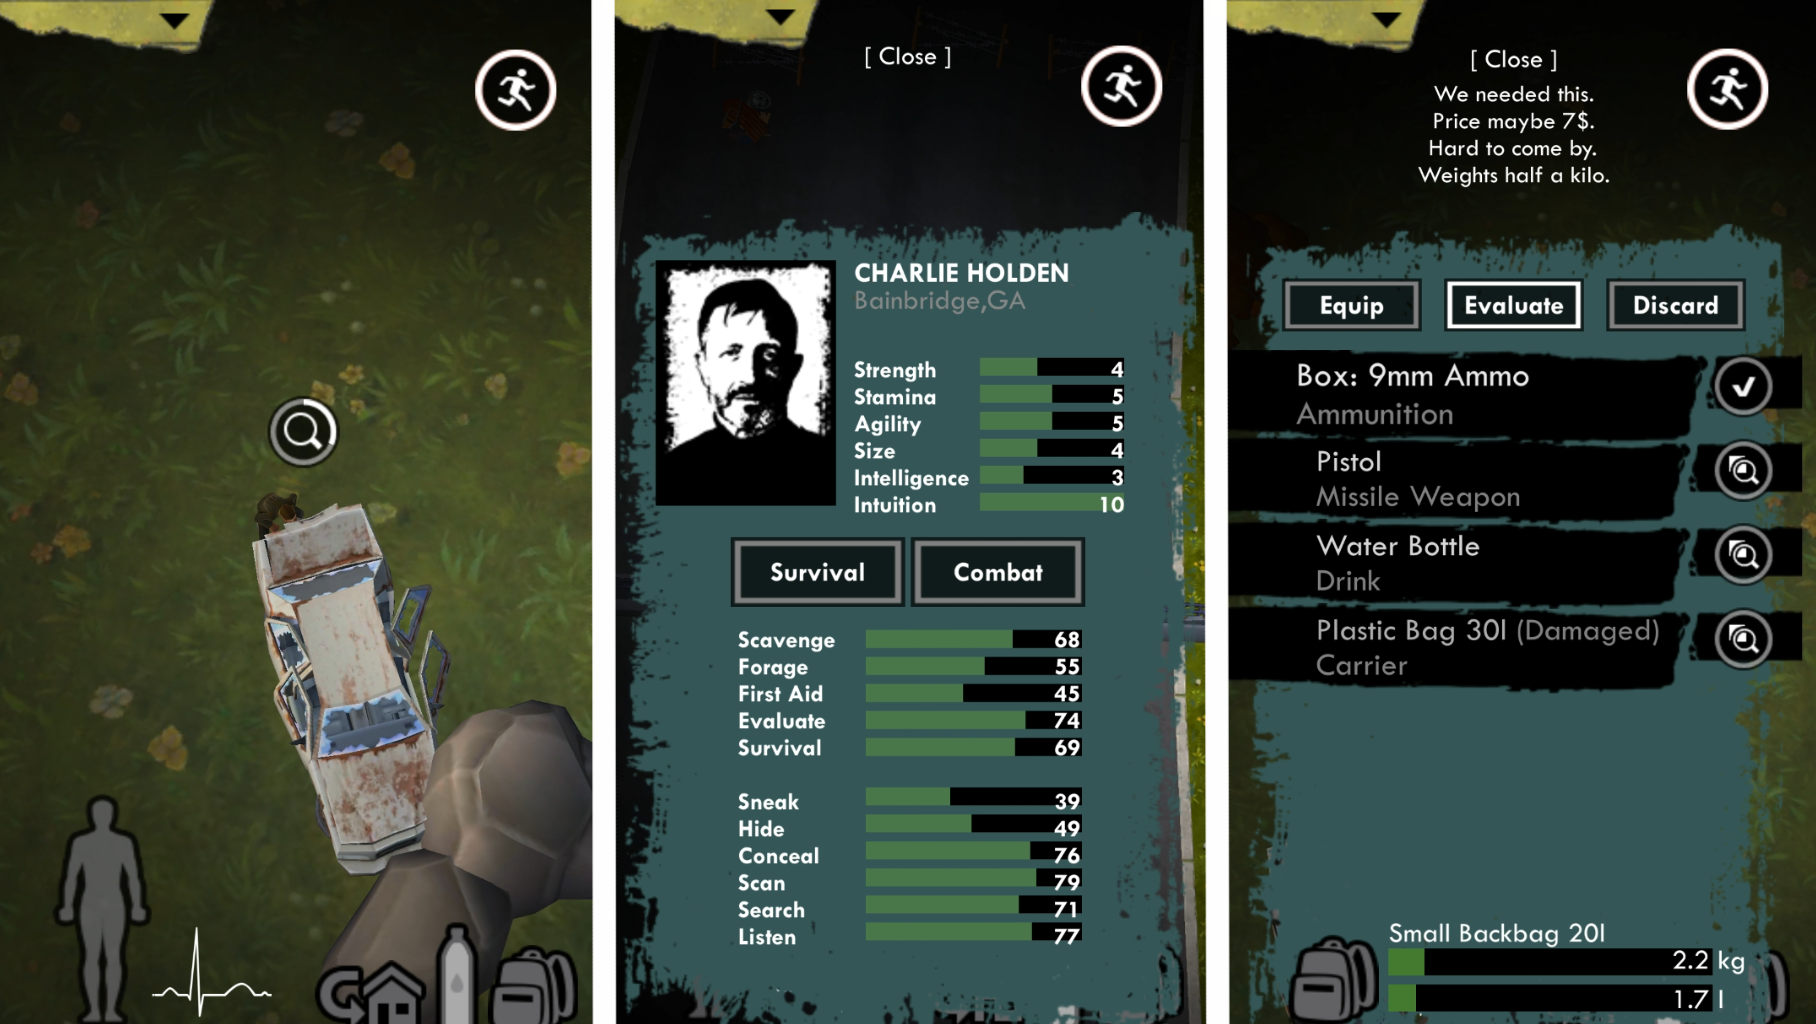 [ Close ]
CHARLIE HOLDEN
Bainbridge,GA
Strength 4
Stamina 5
Agility 5
Size 4
Intelligence 3
Intuition 10
Survival Combat
Scavenge 68
Forage 55
First Aid 45
Evaluate 74
Survival 69
Sneak 39
Hide 49
Conceal 76
Scan 79
Search 71
Listen 77
[ Close ]
We needed this.
Price maybe 7$.
Hard to come by.
Weights half a kilo.
Equip Evaluate Discard
Box: 9mm Ammo
Ammunition
Pistol
Missile Weapon
Water Bottle
Drink
Plastic Bag 30l (Damaged)
Carrier
Small Backbag 20l
2.2 kg
1.7 l